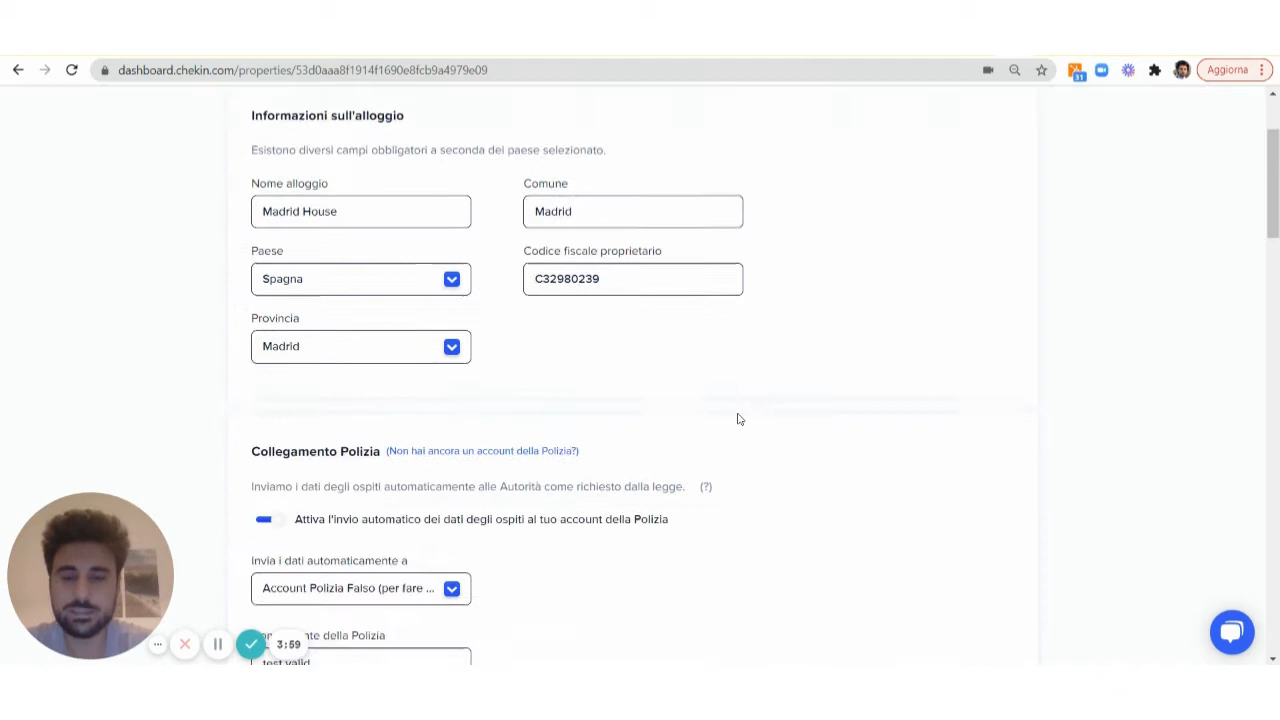 dashboard.chekin.com/properties/53d0aaa8f1914f1690e8fcb9a4979e09
11
Aggiorna
Informazioni sull'alloggio
Esistono diversi campi obbligatori a seconda del paese selezionato.
Nome alloggio
Comune
Madrid House
Madrid
Paese
Codice fiscale proprietario
Spagna
C32980239
Provincia
Madrid
Collegamento Polizia (Non hai ancora un account della Polizia?)
Inviamo i dati degli ospiti automaticamente alle Autorità come richiesto dalla legge. (?)
Attiva l'invio automatico dei dati degli ospiti al tuo account della Polizia
Invia i dati automaticamente a
Account Polizia Falso (per fare ...
della Polizia
3:59
test valid